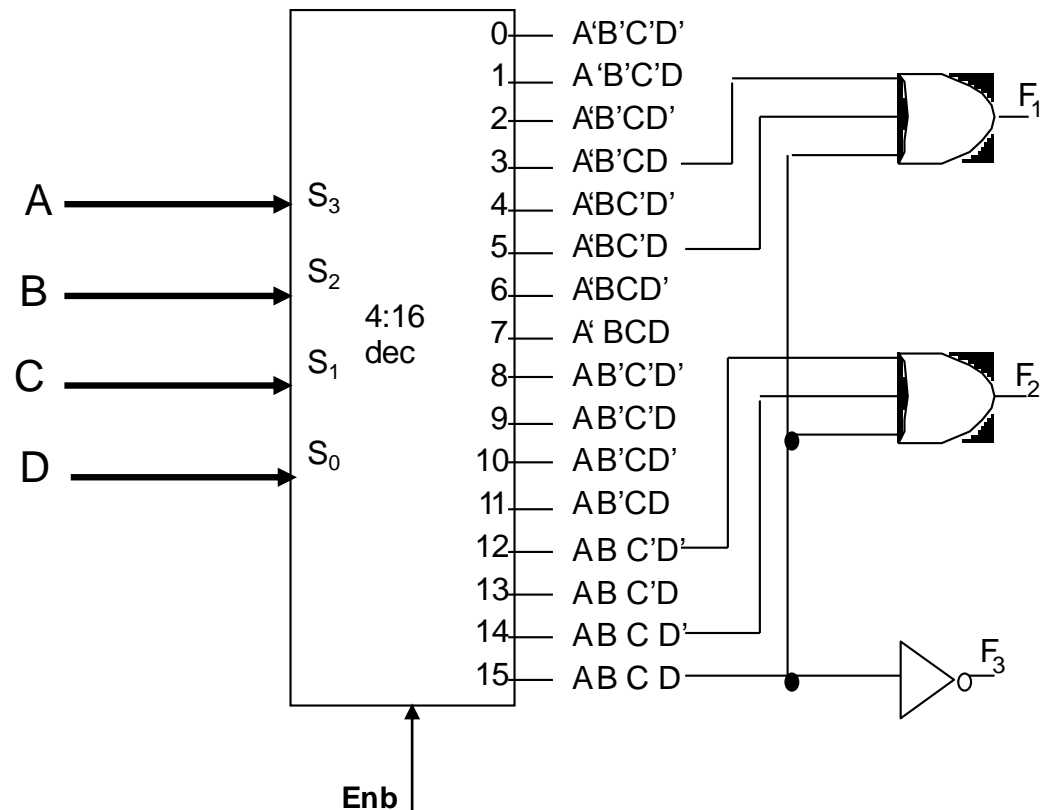 0 A‘B’C’D’
1 A ‘B’C’D
2 A‘B’CD’
3 A‘B’CD
4 A‘BC’D’
5 A‘BC’D
6 A‘BCD’
7 A‘ BCD
8 AB’C’D’
9 AB’C’D
10 AB’CD’
11 AB’CD
12 AB C’D’
13 AB C’D
14 AB C D’
15 AB C D
A S3
B S2
C S1
D S0
4:16
dec
Enb
F1
F2
F3